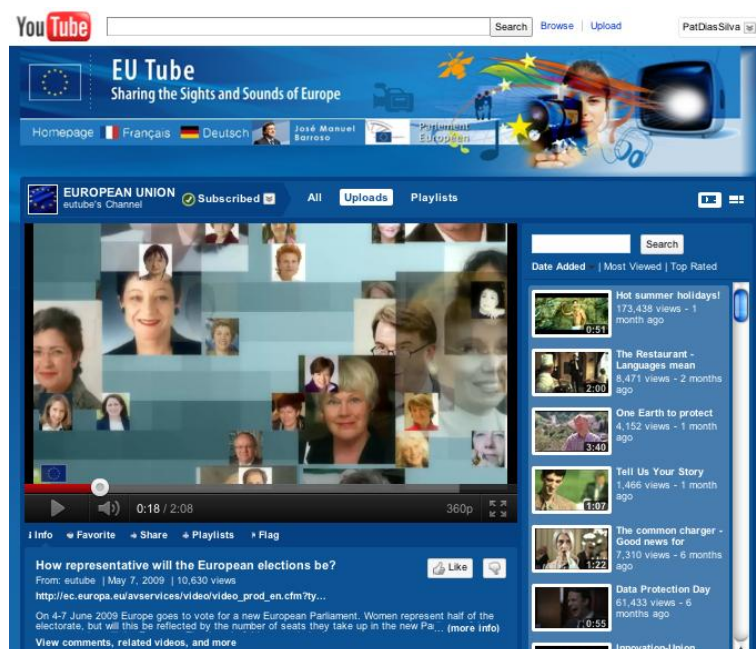 You Tube
Search
Browse | Upload
PatDiasSilva
EU Tube
Sharing the Sights and Sounds of Europe
Homepage Français Deutsch José Manuel Barroso Parlement Européen
EUROPEAN UNION
eutube's Channel
Subscribed
All Uploads Playlists
Search
Date Added | Most Viewed | Top Rated
Hot summer holidays!
173,438 views - 1
month ago
0:51
The Restaurant -
Languages mean
8,471 views - 2 months
ago
2:00
One Earth to protect
4,152 views - 1 month
ago
3:40
Tell Us Your Story
1,466 views - 1 month
ago
1:07
The common charger -
Good news for
7,310 views - 6 months
ago
1:22
Data Protection Day
61,433 views - 6
months ago
0:55
Innovation-Union
0:18 / 2:08
360p
Info Favorite Share Playlists Flag
How representative will the European elections be?
From: eutube | May 7, 2009 | 10,630 views
Like
http://ec.europa.eu/avservices/video/video_prod_en.cfm?ty...
On 4-7 June 2009 Europe goes to vote for a new European Parliament. Women represent half of the
electorate, but will this be reflected by the number of seats they take up in the new Par... (more info)
View comments, related videos, and more